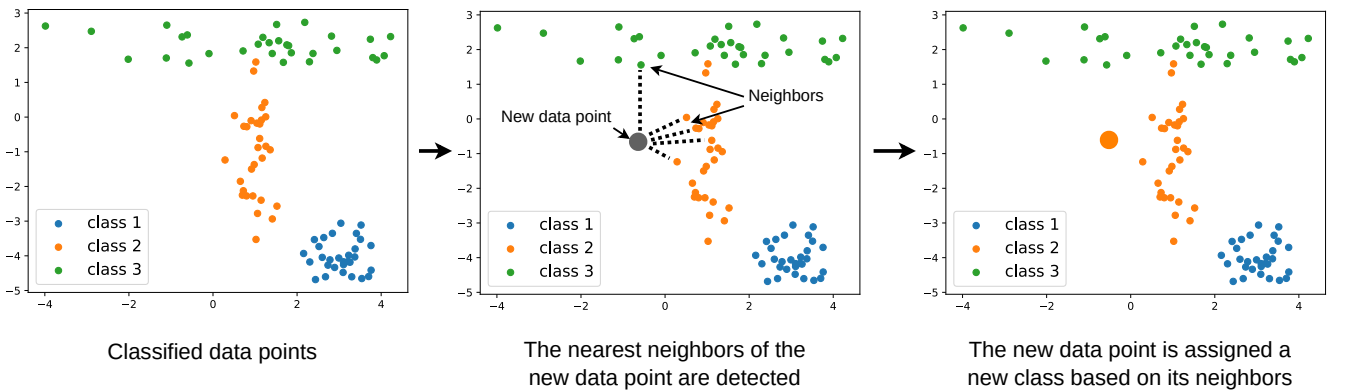 3
2
1
0
−1
−2
−3
−4
−5
−4
−2
0
2
4
class 1
class 2
class 3
Classified data points
3
2
1
0
−1
−2
−3
−4
−5
−4
−2
0
2
4
New data point
Neighbors
class 1
class 2
class 3
The nearest neighbors of the
new data point are detected
3
2
1
0
−1
−2
−3
−4
−5
−4
−2
0
2
4
class 1
class 2
class 3
The new data point is assigned a
new class based on its neighbors